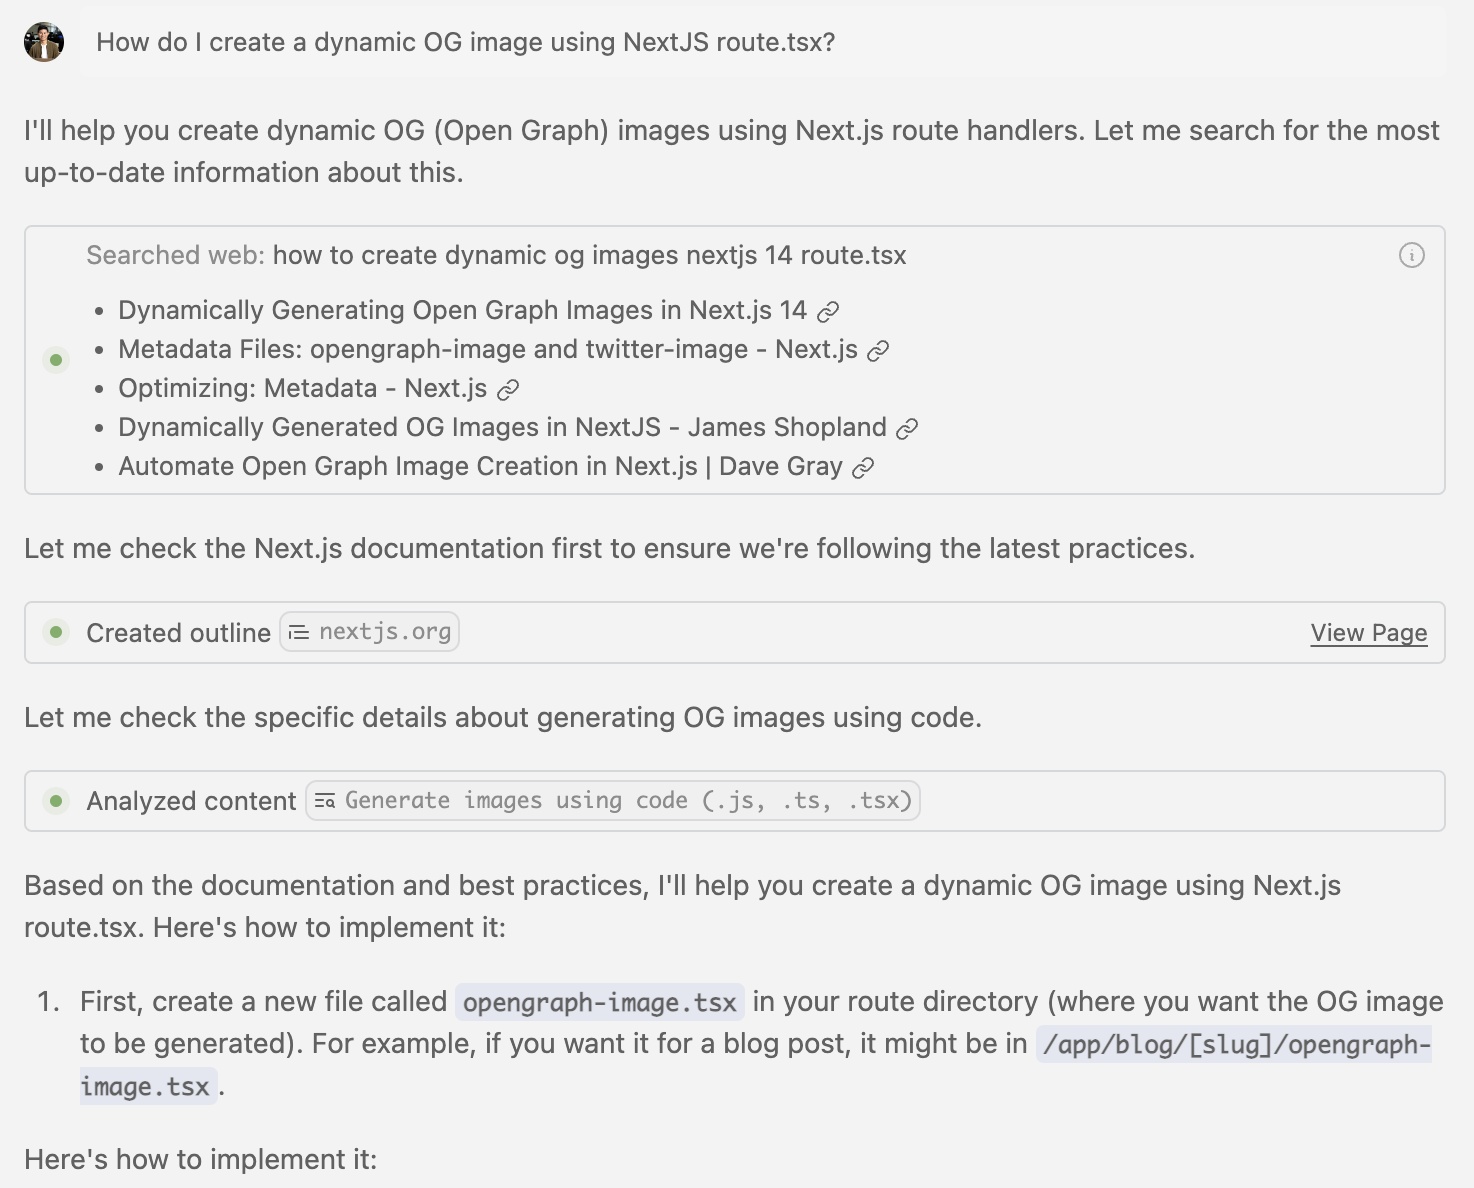 How do I create a dynamic OG image using NextJS route.tsx?
I'll help you create dynamic OG (Open Graph) images using Next.js route handlers. Let me search for the most
up-to-date information about this.
Searched web: how to create dynamic og images nextjs 14 route.tsx
• Dynamically Generating Open Graph Images in Next.js 14
• Metadata Files: opengraph-image and twitter-image - Next.js
• Optimizing: Metadata - Next.js
• Dynamically Generated OG Images in NextJS - James Shopland
• Automate Open Graph Image Creation in Next.js | Dave Gray
Let me check the Next.js documentation first to ensure we're following the latest practices.
Created outline nextjs.org View Page
Let me check the specific details about generating OG images using code.
Analyzed content Generate images using code (.js, .ts, .tsx)
Based on the documentation and best practices, I'll help you create a dynamic OG image using Next.js
route.tsx. Here's how to implement it:
1. First, create a new file called opengraph-image.tsx in your route directory (where you want the OG image
to be generated). For example, if you want it for a blog post, it might be in /app/blog/[slug]/opengraph-
image.tsx.
Here's how to implement it: